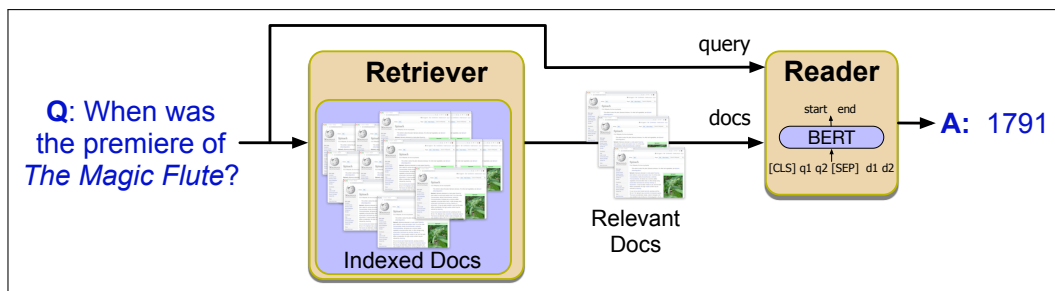 Q: When was
the premiere of
The Magic Flute?
Retriever
Indexed Docs
Relevant
Docs
query
docs
Reader
start end
BERT
[CLS] q1 q2 [SEP] d1 d2
A: 1791